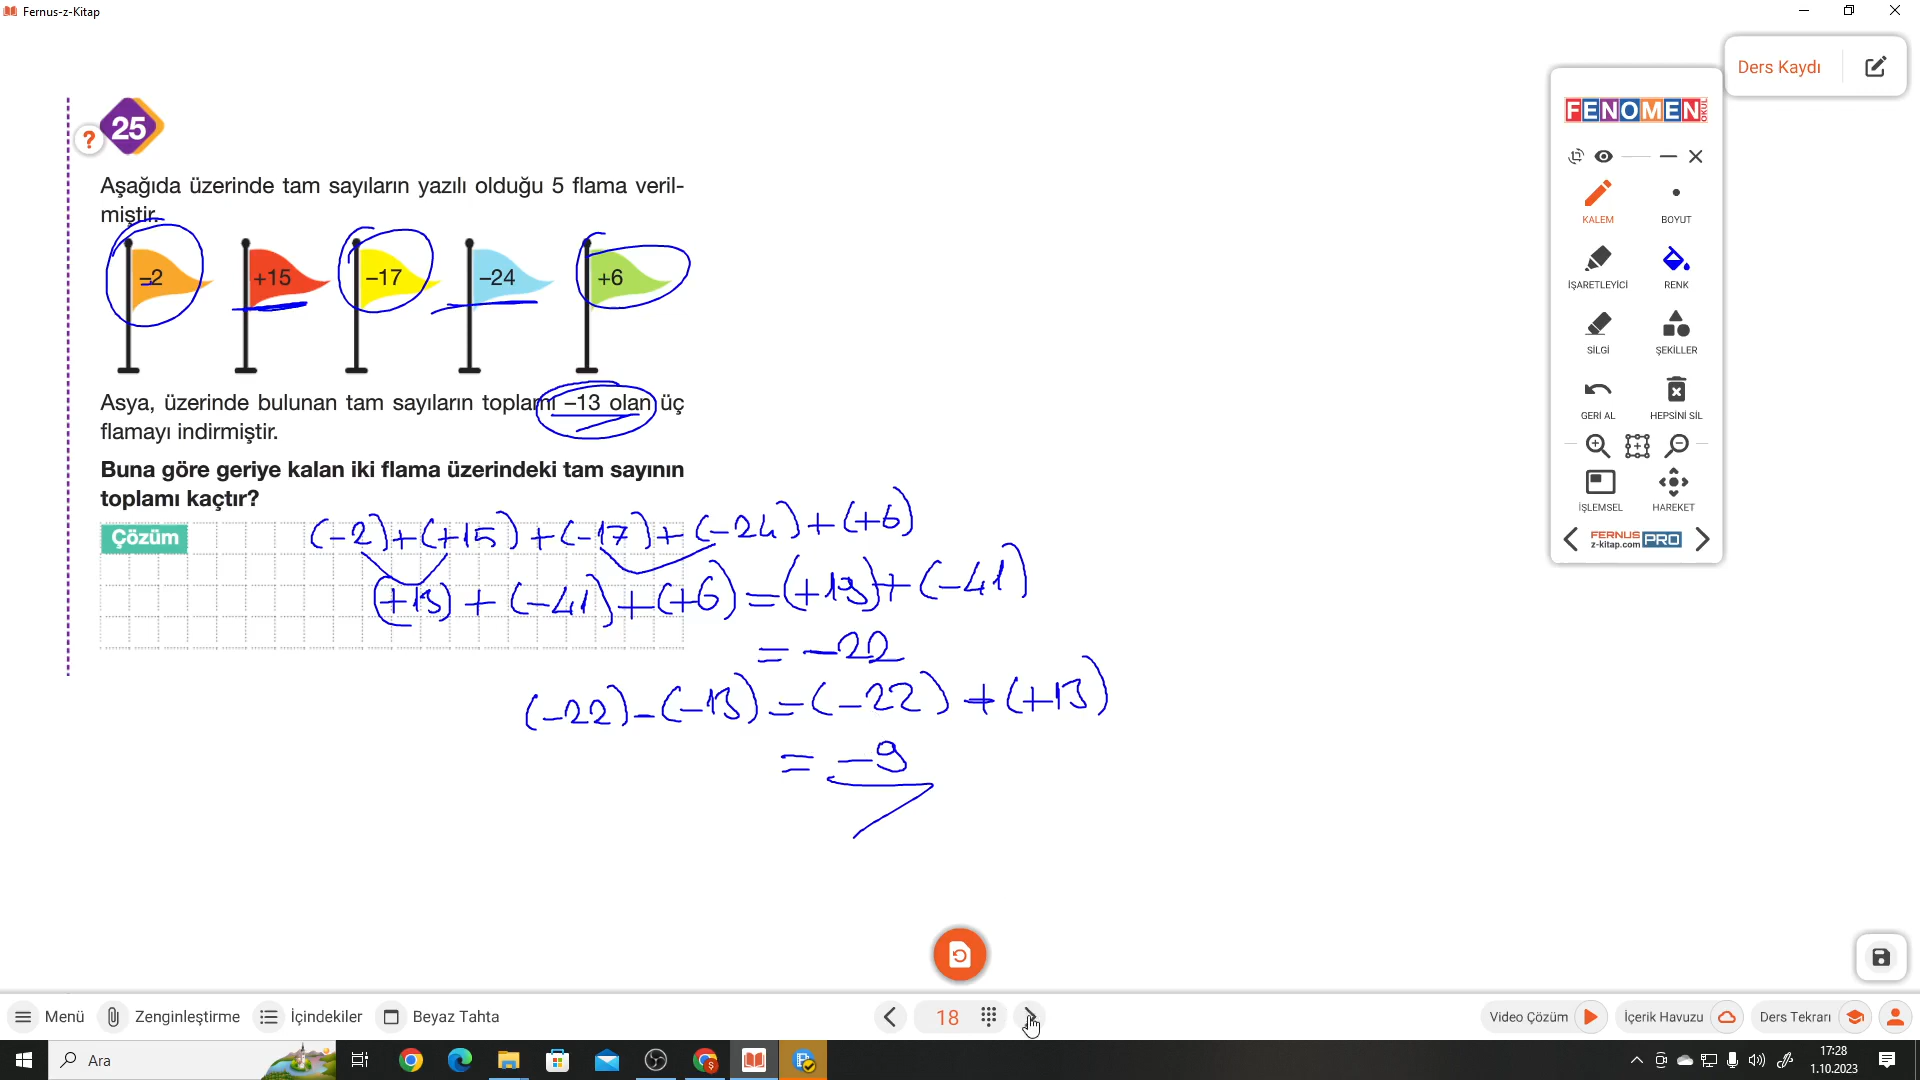 Fernus-z-Kitap
Ders Kaydı
FENOMEN OKUL
25
?
Aşağıda üzerinde tam sayıların yazılı olduğu 5 flama veril-
miştir.
–2 +15 –17 –24 +6
Asya, üzerinde bulunan tam sayıların toplamı –13 olan üç
flamayı indirmiştir.
Buna göre geriye kalan iki flama üzerindeki tam sayının
toplamı kaçtır?
Çözüm
(-2)+(+15)+(-17)+(-24)+(+6)
(+13)+(-41)+(+6)=(+19)+(-41)
= -22
(-22)-(-13)=(-22)+(+13)
= -9
KALEM BOYUT
İŞARETLEYİCİ RENK
SİLGİ ŞEKİLLER
GERİ AL HEPSİNİ SİL
İŞLEMSEL HAREKET
FERNUS
z-kitap.com PRO
Menü Zenginleştirme İçindekiler Beyaz Tahta 18 Video Çözüm İçerik Havuzu Ders Tekrarı
Ara
17:28
1.10.2023